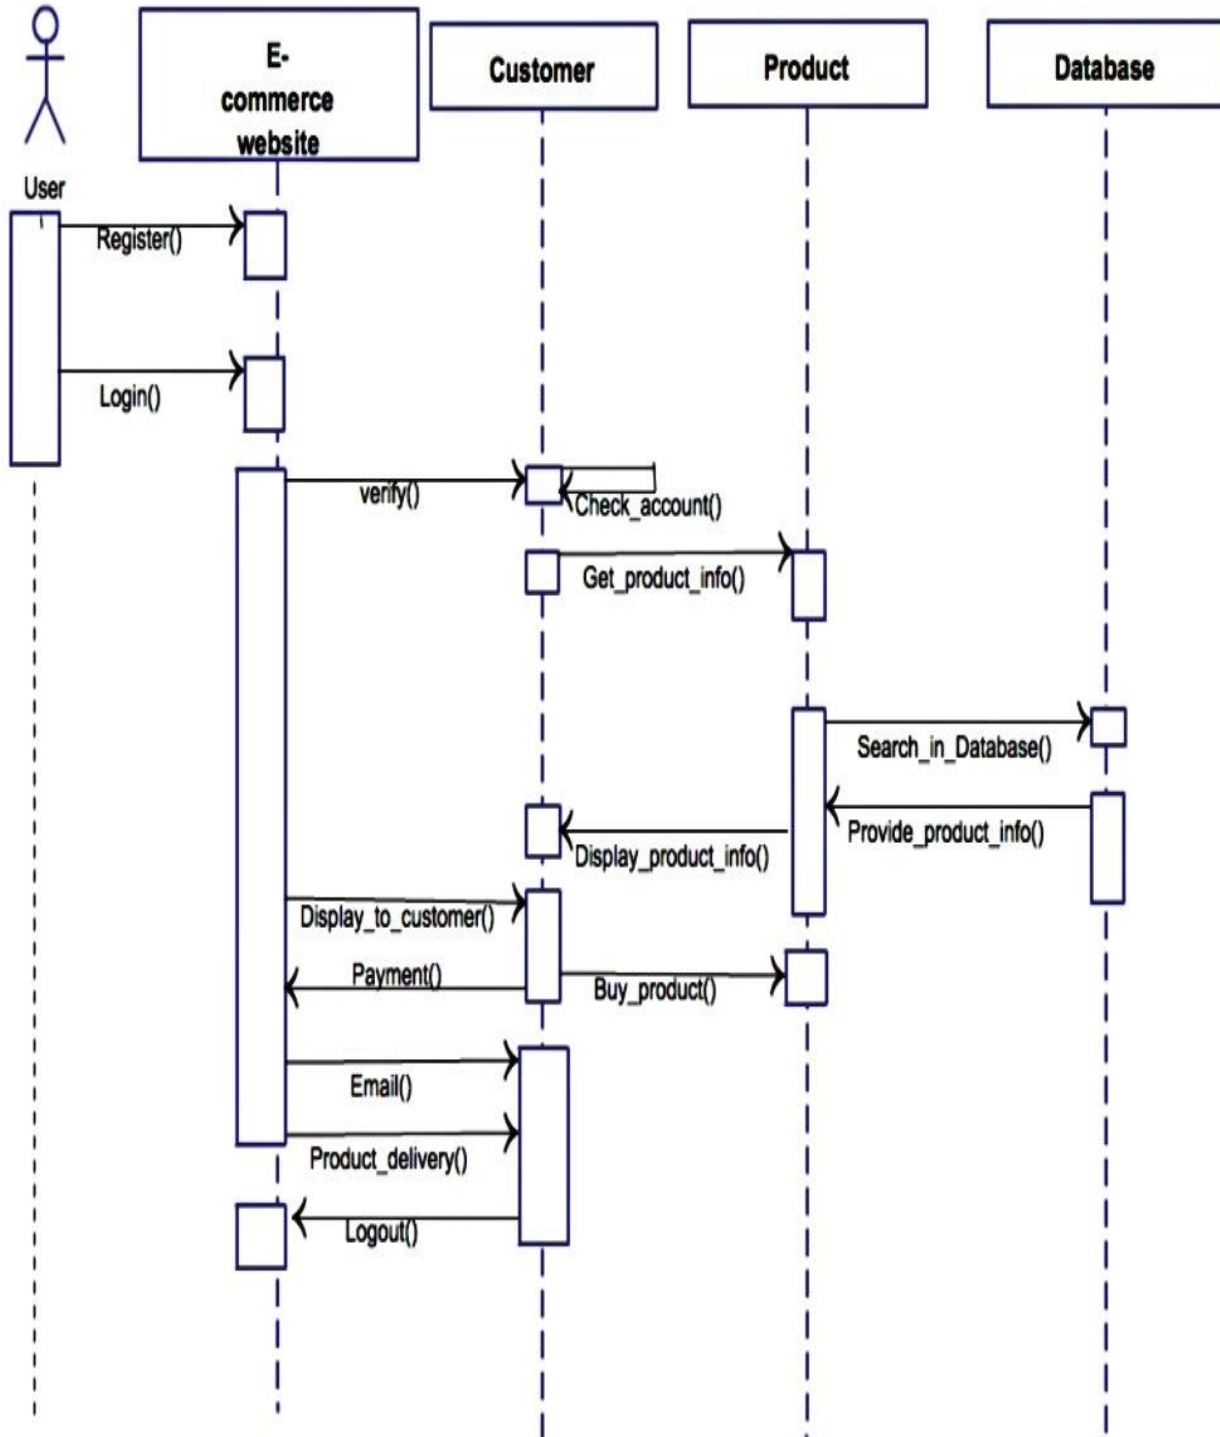 E-
commerce
website
Customer
Product
Database
User
Register()
Login()
verify()
Check_account()
Get_product_info()
Search_in_Database()
Provide_product_info()
Display_product_info()
Display_to_customer()
Payment()
Buy_product()
Email()
Product_delivery()
Logout()